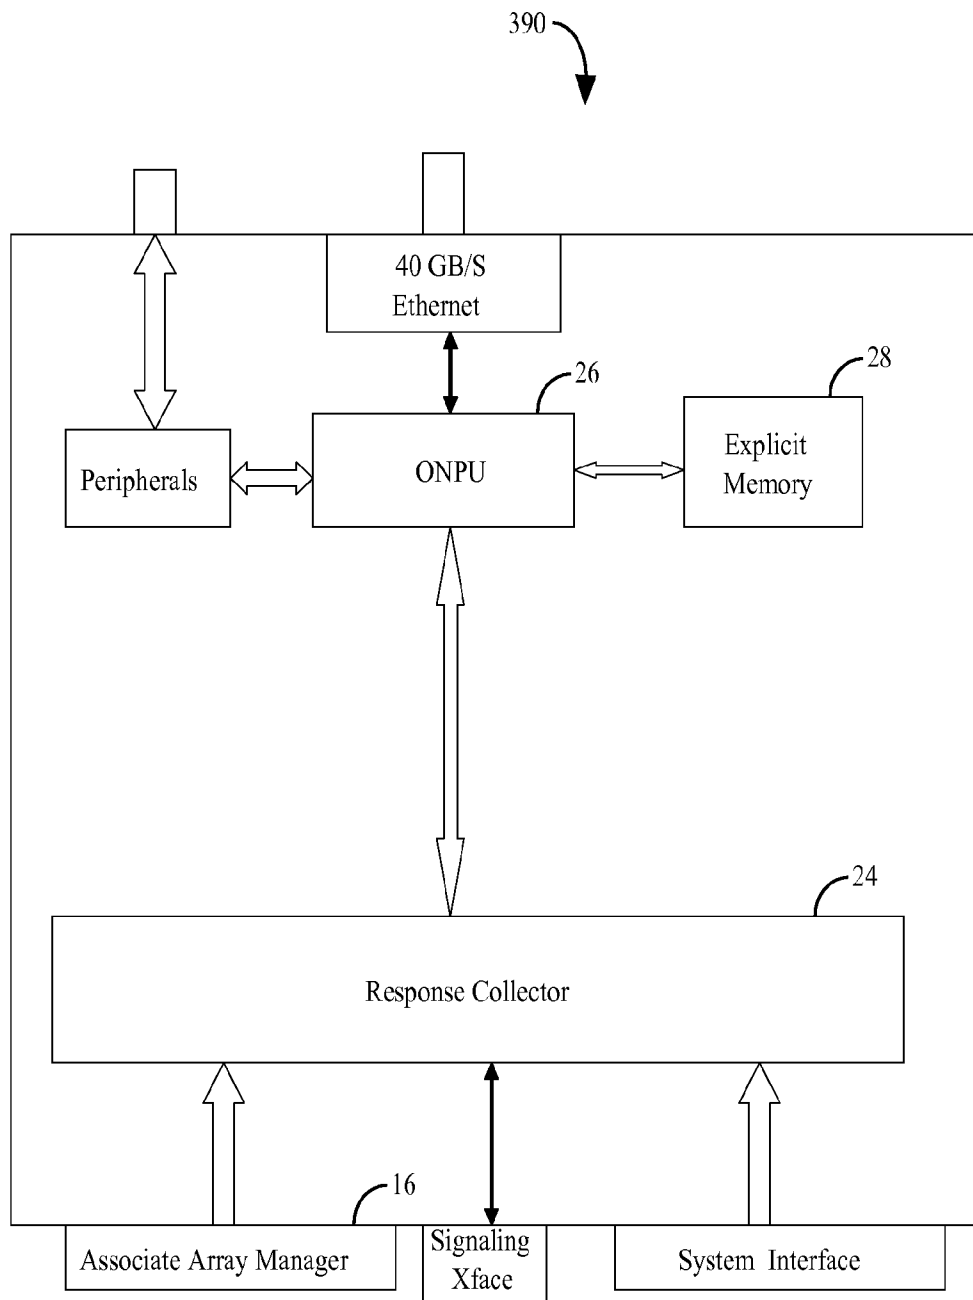 390
40 GB/S
Ethernet
26
28
Peripherals
ONPU
Explicit
Memory
24
Response Collector
16
Associate Array Manager
Signaling
Xface
System Interface